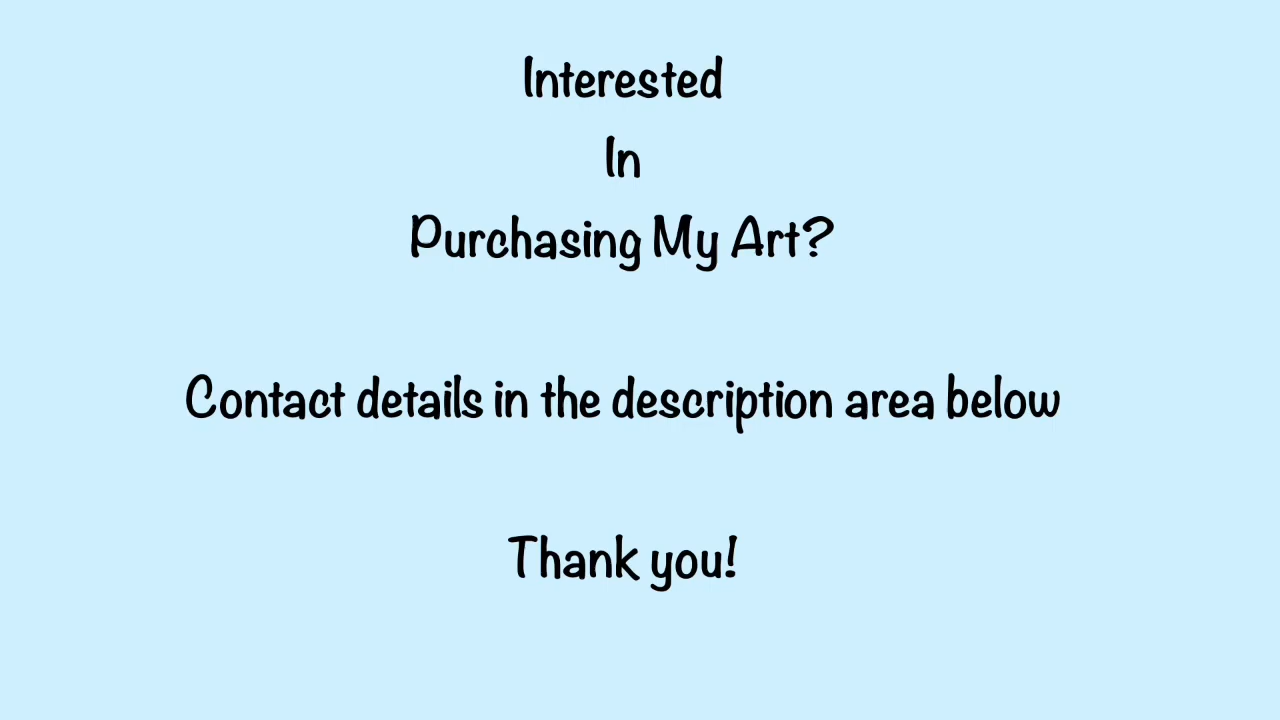 Interested
In
Purchasing My Art?
Contact details in the description area below
Thank you!